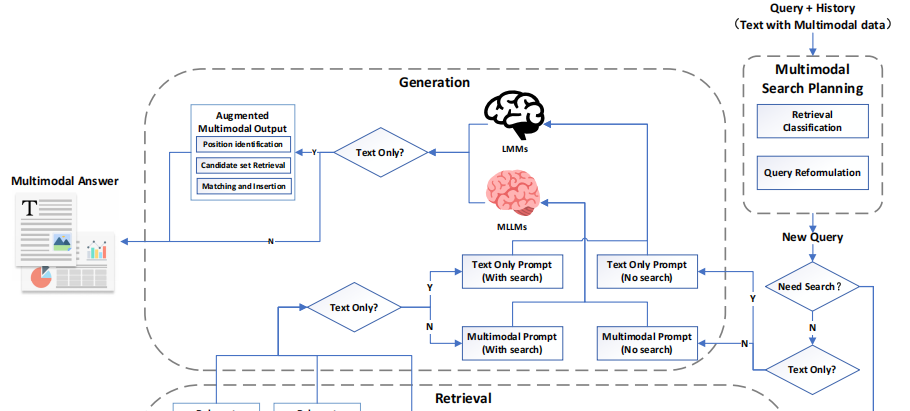 Query + History
(Text with Multimodal data)
Multimodal
Search Planning
Retrieval
Classification
Query Reformulation
New Query
Need Search?
N
Y
Text Only?
N
Generation
Augmented
Multimodal Output
Position identification
Candidate set Retrieval
Matching and Insertion
Y
Text Only?
N
LMMs
MLLMs
Multimodal Answer
T
Text Only Prompt
(With search)
Text Only Prompt
(No search)
Text Only?
Y
N
Multimodal Prompt
(With search)
Multimodal Prompt
(No search)
Retrieval